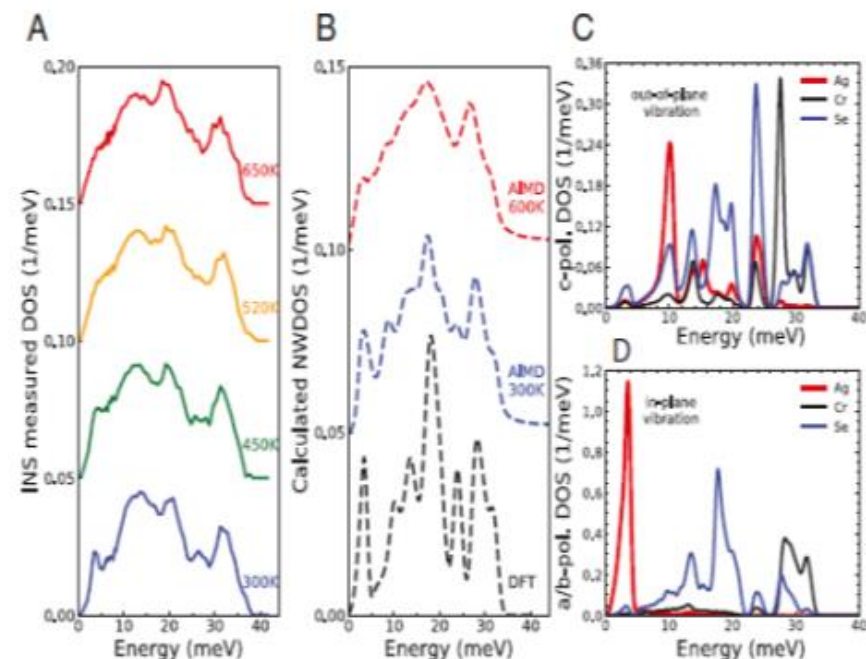 A
INS measured DOS (1/meV)
0.20
0.15
0.10
0.05
0.00
650K
520K
450K
300K
0 10 20 30 40
Energy (meV)
B
Calculated NWDOS (1/meV)
0.15
0.10
0.05
0.00
AIMD
600K
AIMD
300K
DFT
0 10 20 30 40
Energy (meV)
C
c-pol. DOS (1/meV)
0.36
0.30
0.24
0.18
0.12
0.06
0.00
out-of-plane
vibration
Ag
Cr
Se
0 10 20 30 40
Energy (meV)
D
a/b-pol. DOS (1/meV)
1.2
1.0
0.8
0.6
0.4
0.2
0.0
in-plane
vibration
Ag
Cr
Se
0 10 20 30 40
Energy (meV)